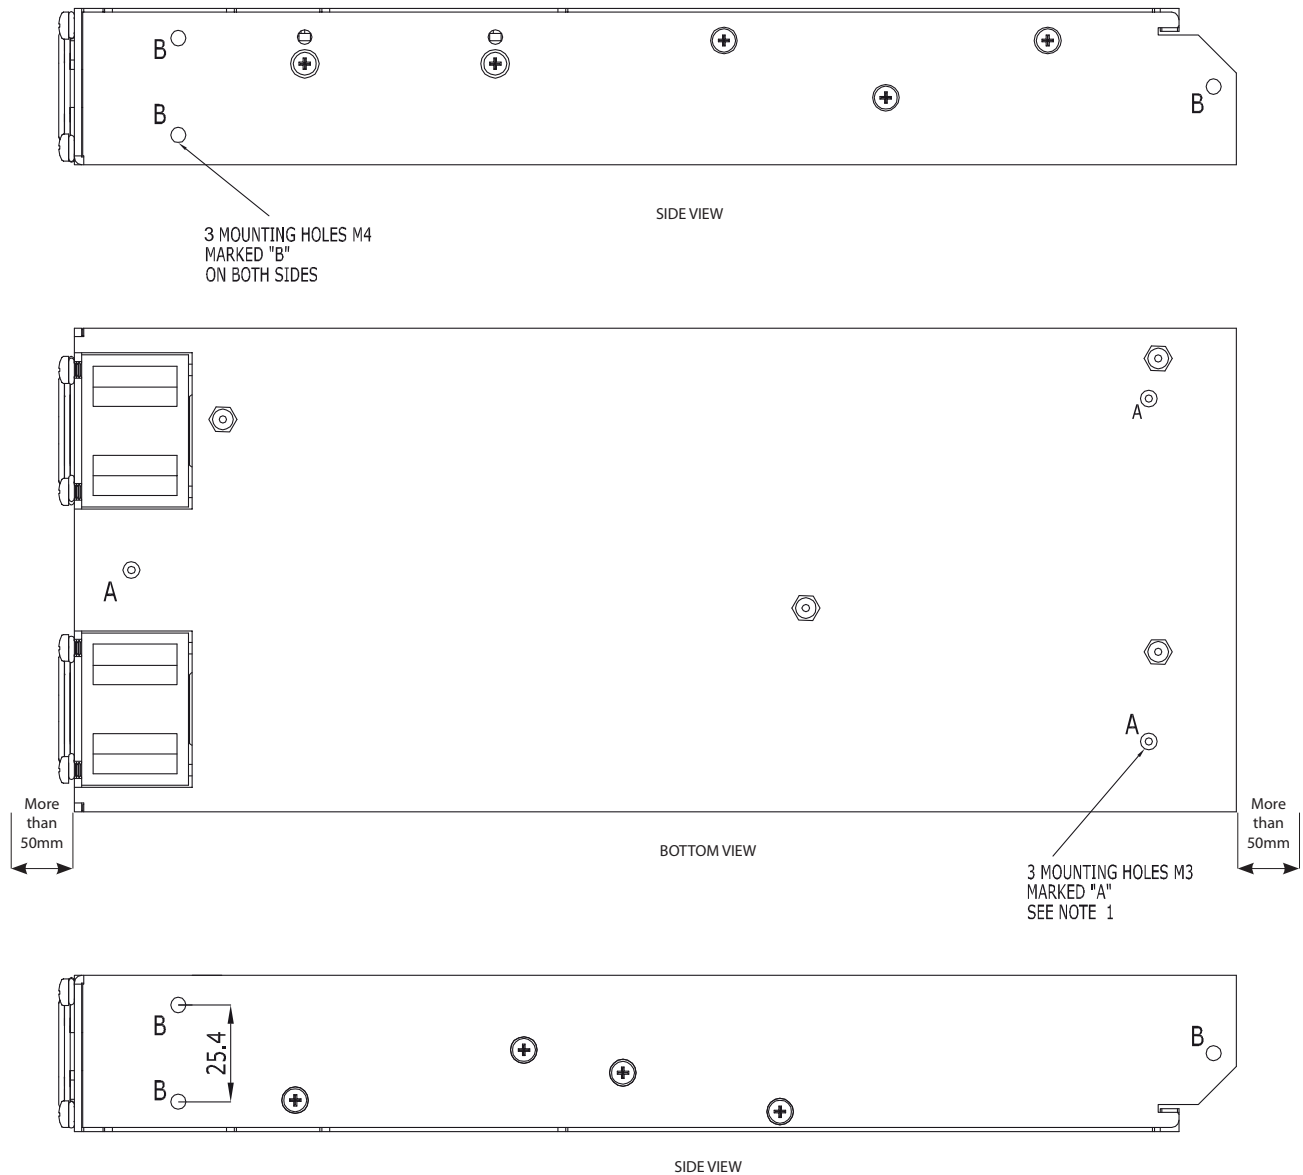 B
B
B
3 MOUNTING HOLES M4
MARKED "B"
ON BOTH SIDES
SIDE VIEW
A
A
A
More
than
50mm
More
than
50mm
BOTTOM VIEW
3 MOUNTING HOLES M3
MARKED "A"
SEE NOTE 1
B
B
25.4
B
SIDE VIEW